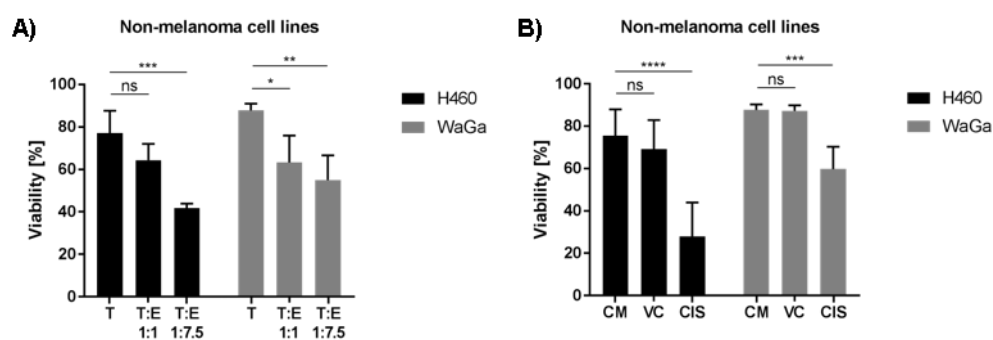 A)
Non-melanoma cell lines
*** **
ns *
100
80
60
40
20
0
Viability [%]
T T:E T:E T T:E T:E
1:1 1:7.5 1:1 1:7.5
H460
WaGa
B)
Non-melanoma cell lines
**** ***
ns ns
100
80
60
40
20
0
Viability [%]
CM VC CIS CM VC CIS
H460
WaGa